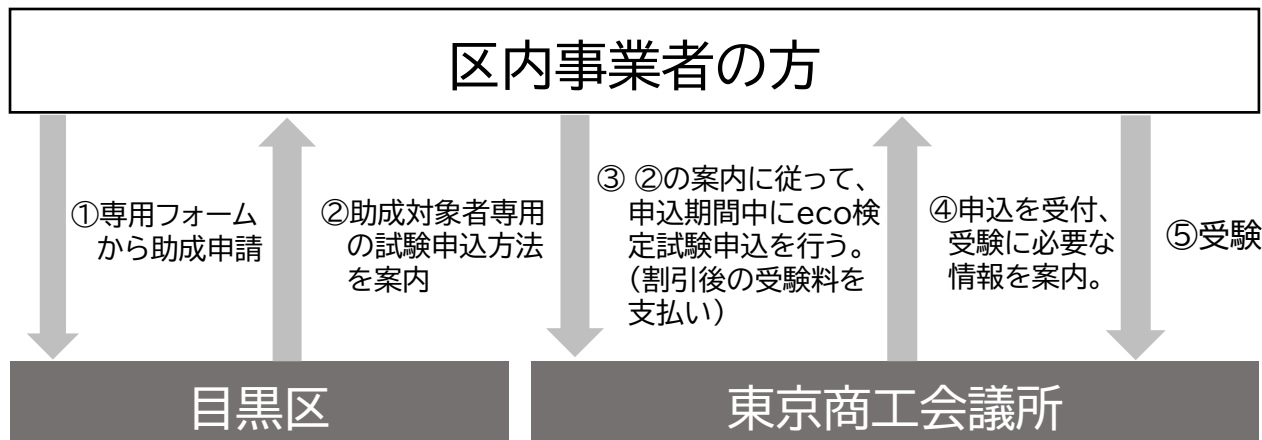 区内事業者の方
①専用フォーム
から助成申請
②助成対象者専用
の試験申込方法
を案内
③ ②の案内に従って、
申込期間中にeco検
定試験申込を行う。
(割引後の受験料を
支払い)
④申込を受付、
受験に必要な
情報を案内。
⑤受験
目黒区
東京商工会議所